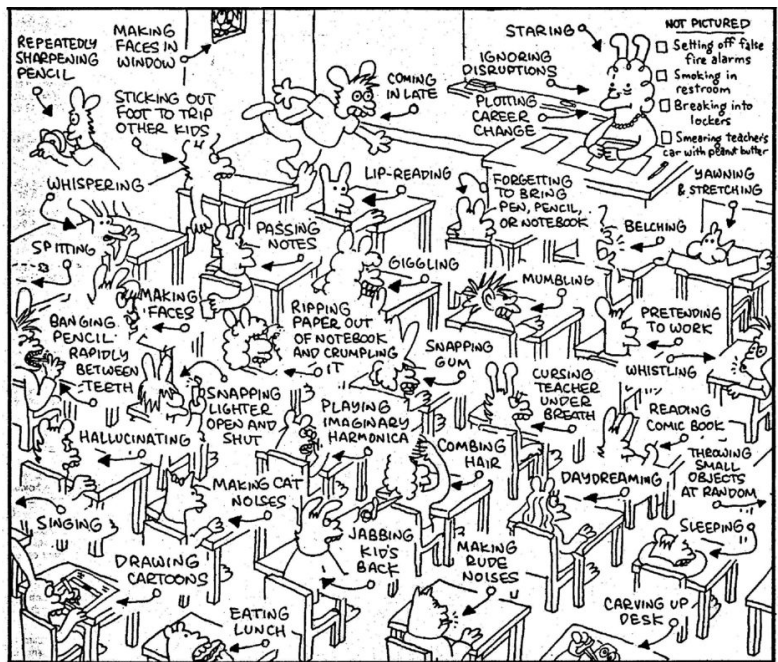 REPEATEDLY
SHARPENING
PENCIL
MAKING
FACES IN
WINDOW
STICKING OUT
FOOT TO TRIP
OTHER KIDS
COMING
IN LATE
STARING
IGNORING
DISRUPTIONS
PLOTTING
CAREER
CHANGE
NOT PICTURED
Setting off false
fire alarms
Smoking in
restroom
Breaking into
lockers
Smearing teacher's
car with peanut butter
WHISPERING
LIP-READING
FORGETTING
TO BRING
PEN, PENCIL,
OR NOTEBOOK
YAWNING
& STRETCHING
SPITTING
PASSING
NOTES
GIGGLING
BELCHING
MUMBLING
BANGING
PENCIL
RAPIDLY
BETWEEN
TEETH
MAKING
FACES
RIPPING
PAPER OUT
OF NOTEBOOK
AND CRUMPLING
IT
SNAPPING
GUM
PRETENDING
TO WORK
WHISTLING
SNAPPING
LIGHTER
OPEN AND
SHUT
PLAYING
IMAGINARY
HARMONICA
CURSING
TEACHER
UNDER
BREATH
READING
COMIC BOOK
HALLUCINATING
COMBING
HAIR
THROWING
SMALL
OBJECTS
AT RANDOM
MAKING CAT
NOISES
DAYDREAMING
SINGING
JABBING
KID'S
BACK
SLEEPING
DRAWING
CARTOONS
MAKING
RUDE
NOISES
EATING
LUNCH
CARVING UP
DESK